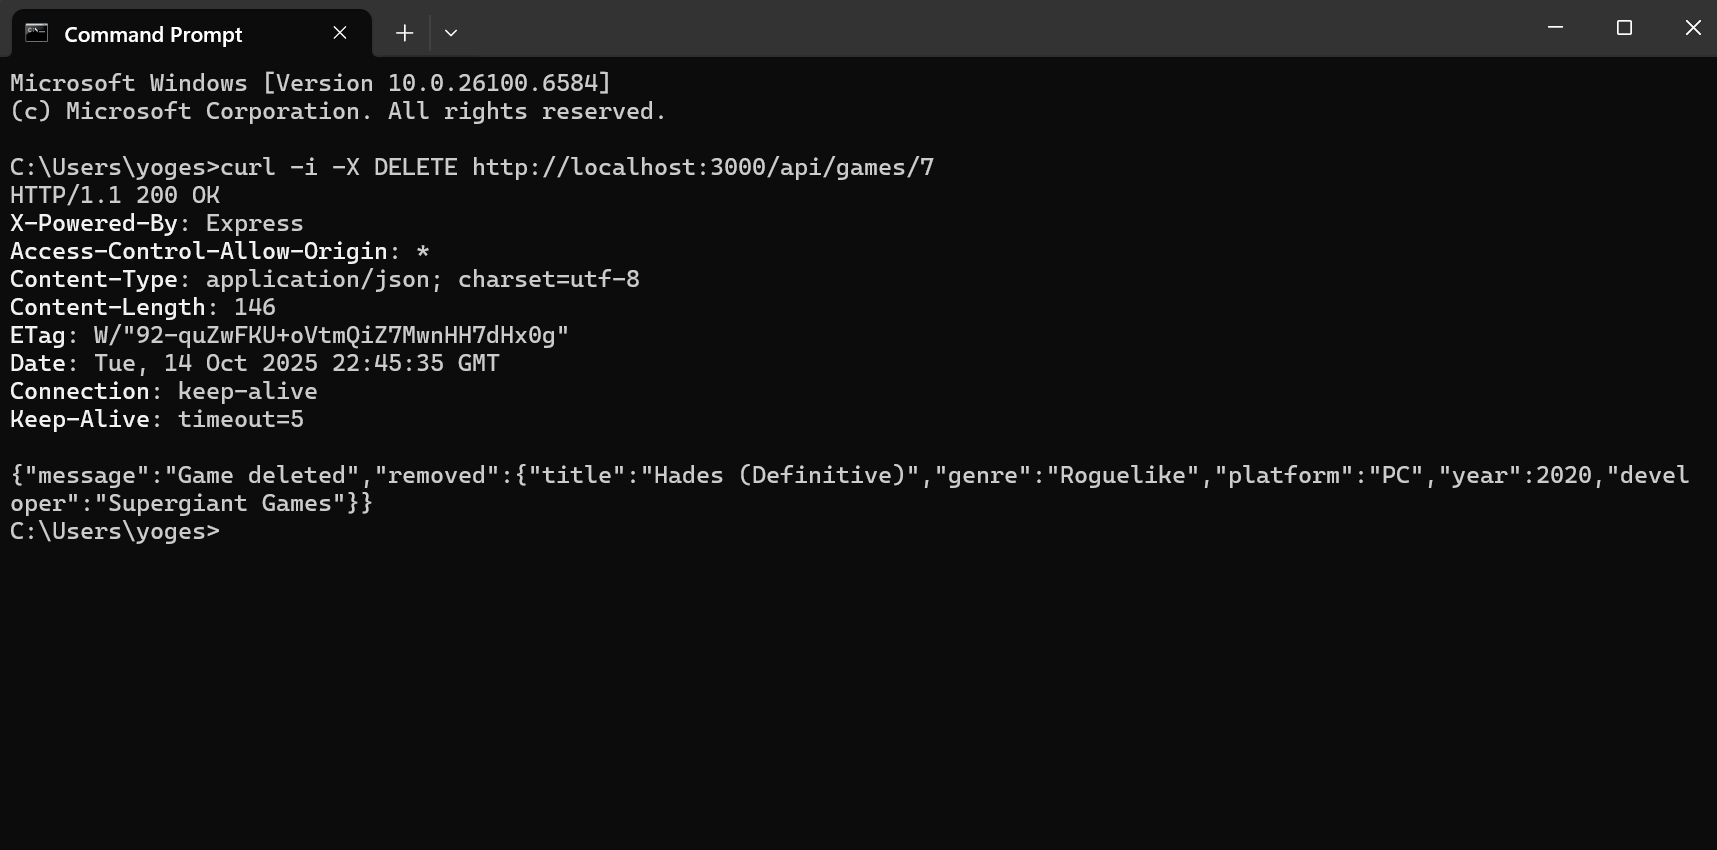 Command Prompt
Microsoft Windows [Version 10.0.26100.6584]
(c) Microsoft Corporation. All rights reserved.
C:\Users\yoges>curl -i -X DELETE http://localhost:3000/api/games/7
HTTP/1.1 200 OK
X-Powered-By: Express
Access-Control-Allow-Origin: *
Content-Type: application/json; charset=utf-8
Content-Length: 146
ETag: W/"92-quZwFKU+oVtmQiZ7MwnHH7dHx0g"
Date: Tue, 14 Oct 2025 22:45:35 GMT
Connection: keep-alive
Keep-Alive: timeout=5
{"message":"Game deleted","removed":{"title":"Hades (Definitive)","genre":"Roguelike","platform":"PC","year":2020,"devel
oper":"Supergiant Games"}}
C:\Users\yoges>